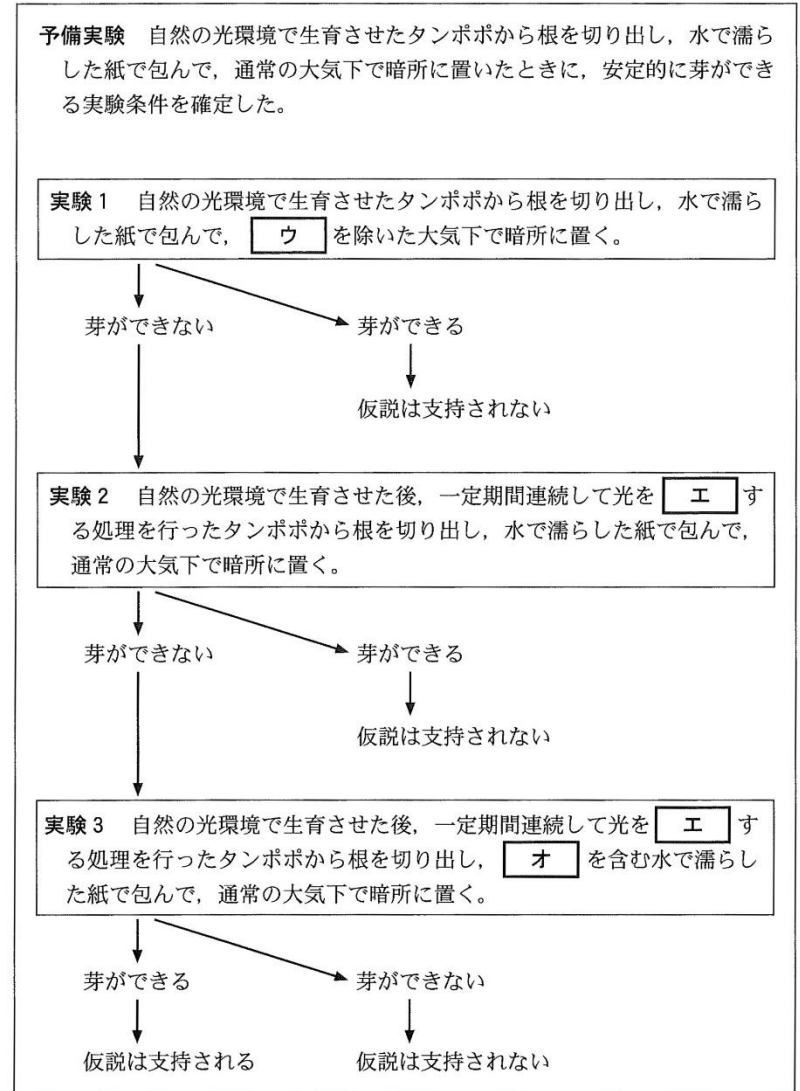 予備実験　自然の光環境で生育させたタンポポから根を切り出し，水で濡ら
した紙で包んで，通常の大気下で暗所に置いたときに，安定的に芽ができ
る実験条件を確定した。
実験1　自然の光環境で生育させたタンポポから根を切り出し，水で濡ら
した紙で包んで，ウを除いた大気下で暗所に置く。
芽ができない　芽ができる
仮説は支持されない
実験2　自然の光環境で生育させた後，一定期間連続して光をエす
る処理を行ったタンポポから根を切り出し，水で濡らした紙で包んで，
通常の大気下で暗所に置く。
芽ができない　芽ができる
仮説は支持されない
実験3　自然の光環境で生育させた後，一定期間連続して光をエす
る処理を行ったタンポポから根を切り出し，オを含む水で濡らし
た紙で包んで，通常の大気下で暗所に置く。
芽ができる　芽ができない
仮説は支持される　仮説は支持されない